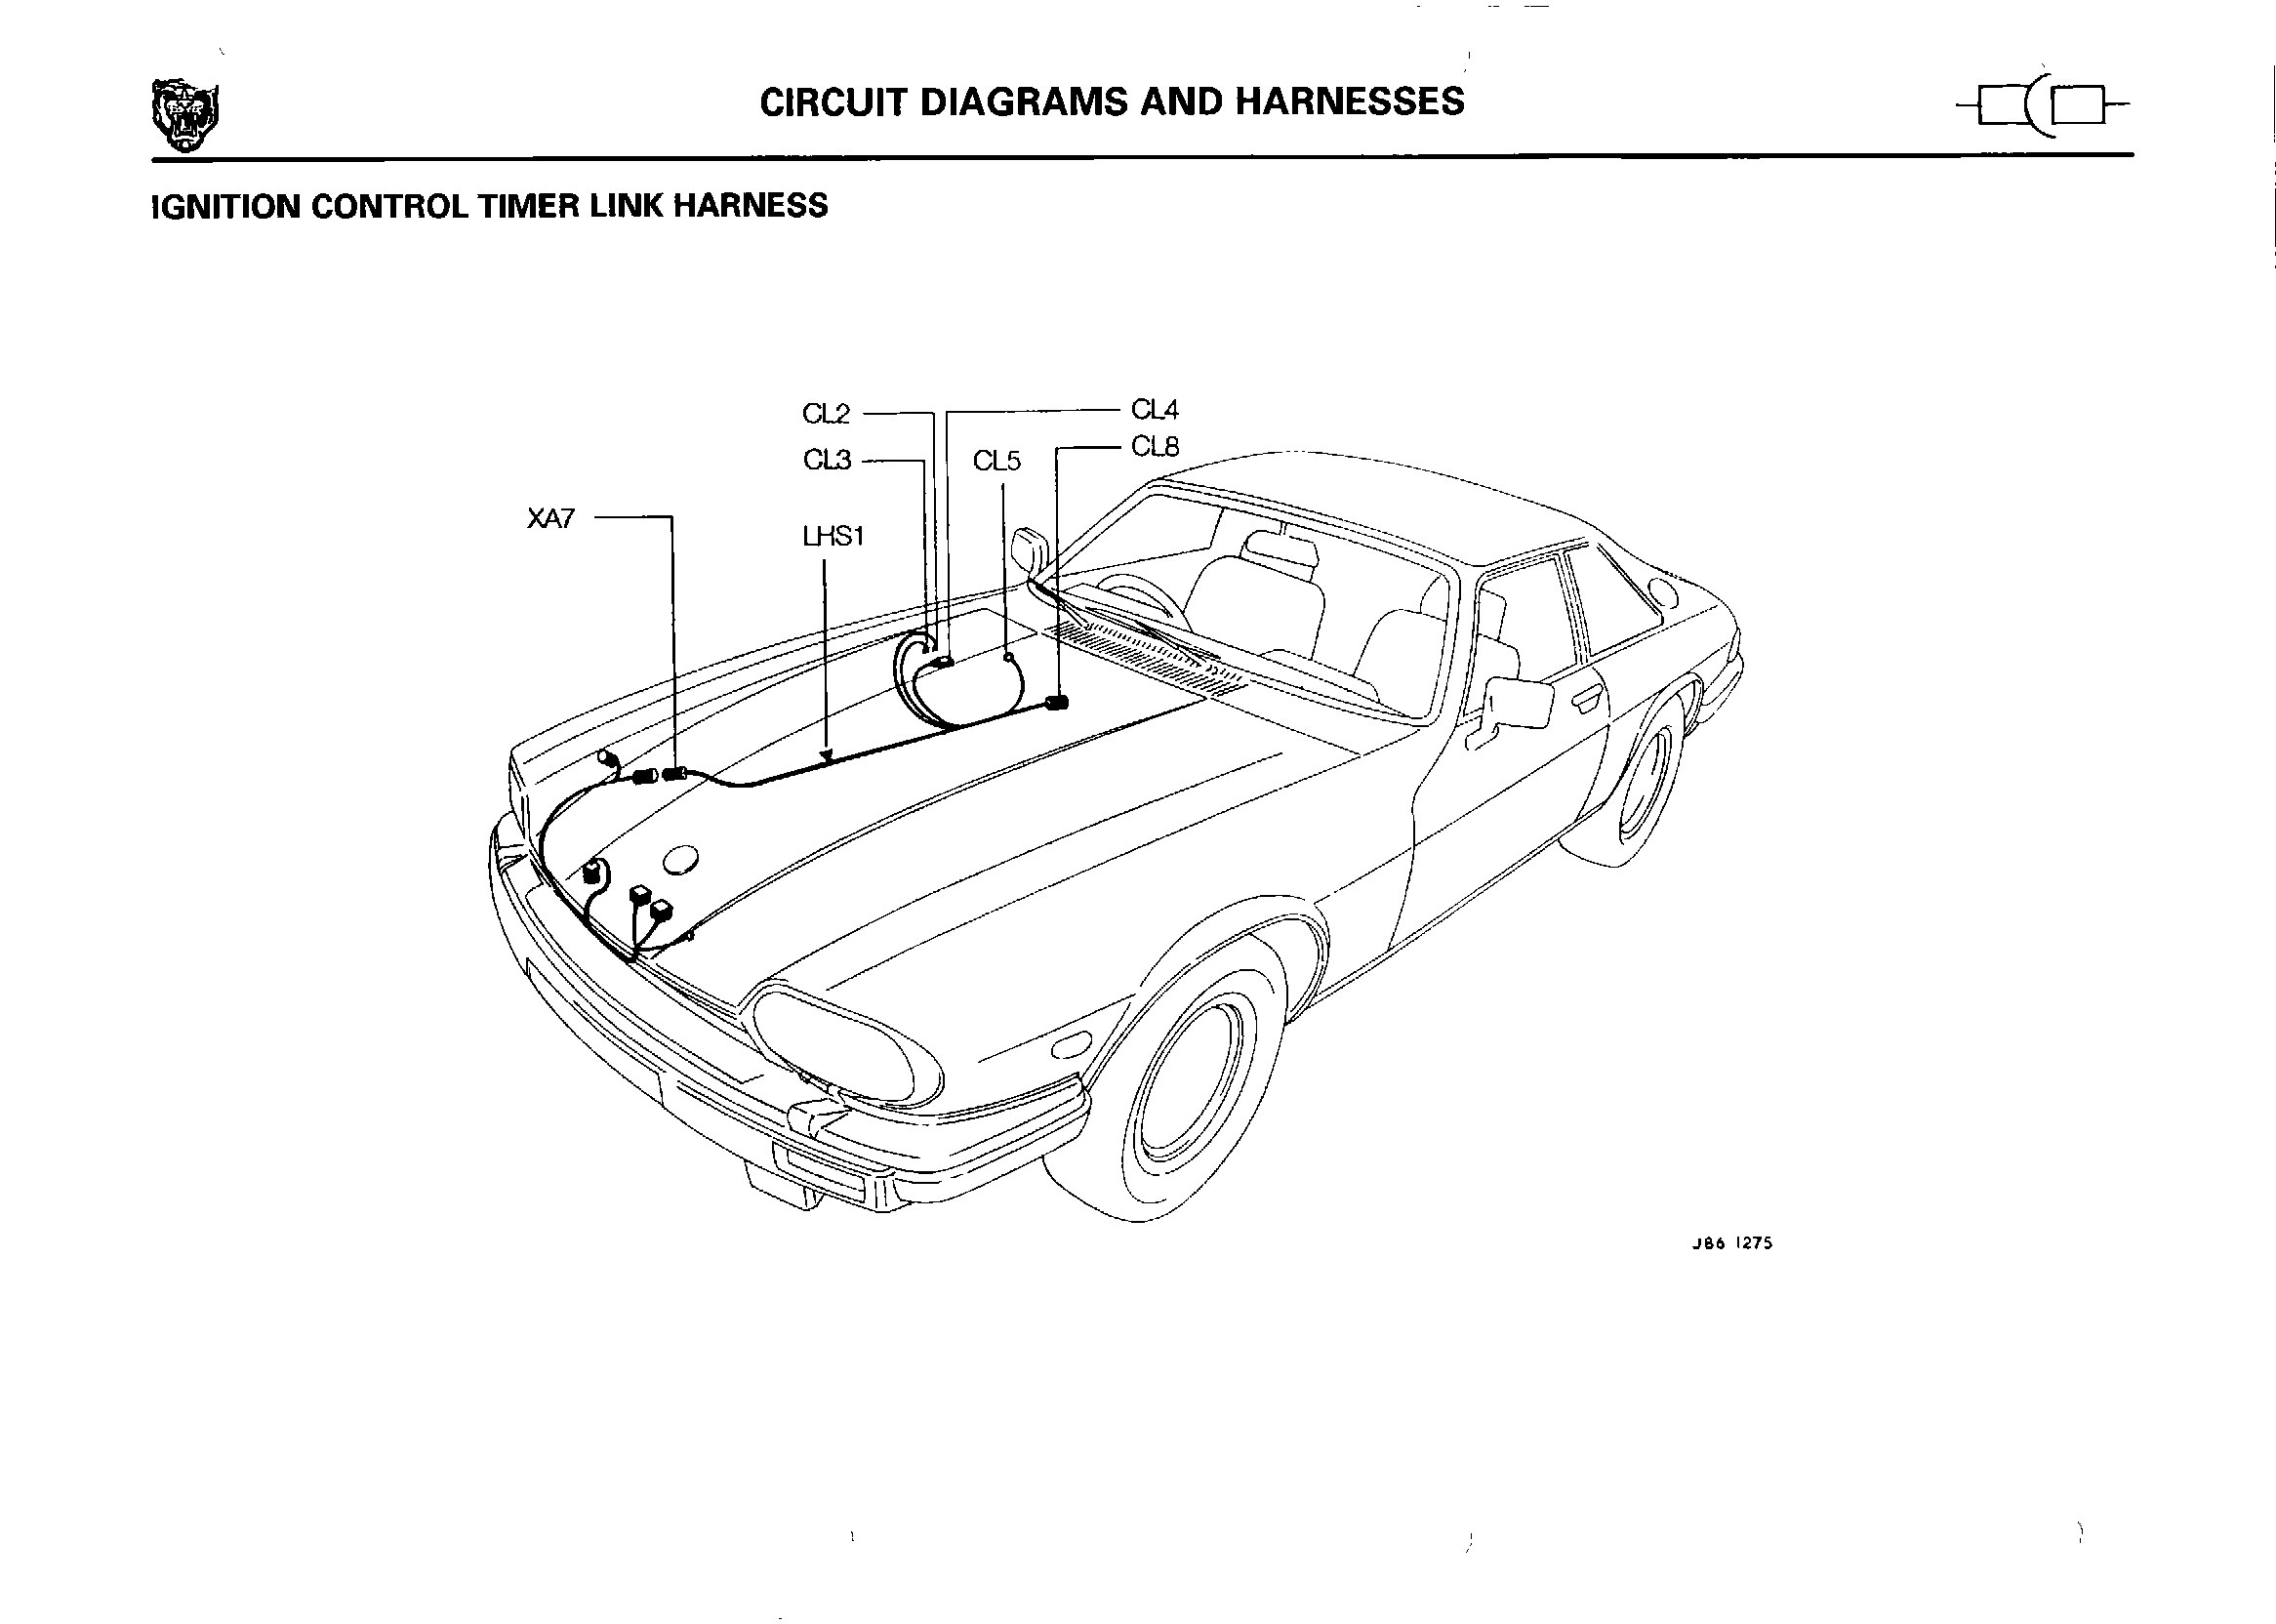 CIRCUIT DIAGRAMS AND HARNESSES
IGNITION CONTROL TIMER LINK HARNESS
CL2
CL4
CL3
CL5
CL8
XA7
LHS1
J86 1275